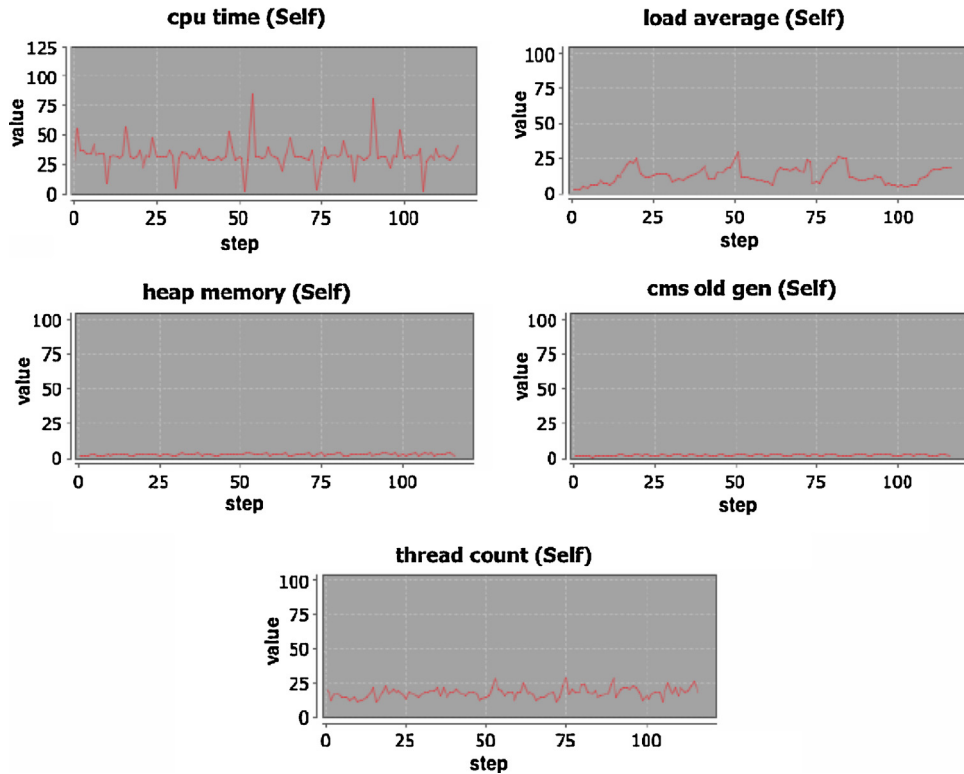 cpu time (Self)
125
100
75
50
25
0
value
0 25 50 75 100
step
load average (Self)
100
75
50
25
0
value
0 25 50 75 100
step
heap memory (Self)
100
75
50
25
0
value
0 25 50 75 100
step
cms old gen (Self)
100
75
50
25
0
value
0 25 50 75 100
step
thread count (Self)
100
75
50
25
0
value
0 25 50 75 100
step